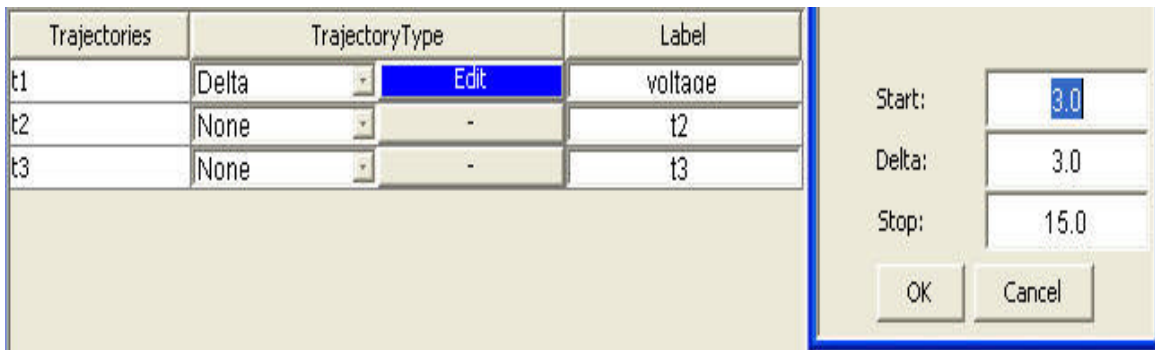 Trajectories TrajectoryType Label
t1 Delta Edit voltage
t2 None - t2
t3 None - t3
Start: 3.0
Delta: 3.0
Stop: 15.0
OK Cancel